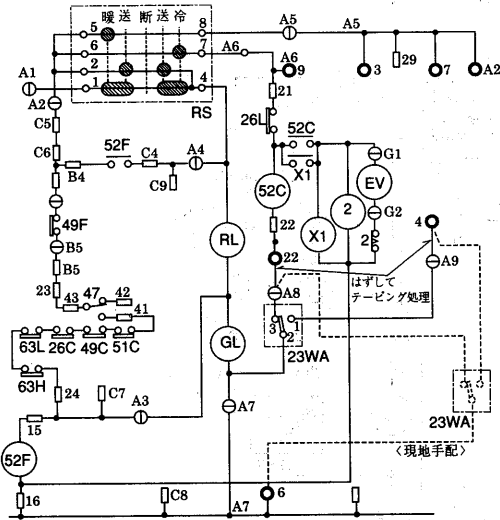 暖 送 断 送 冷
5
8
A5
A5
6
7
A6
A6
9
3
29
7
A2
A1
2
1
4
RS
A2
21
C5
26L
52C
C6
52F
C4
A4
B4
C9
X1
G1
EV
52C
2
G2
49F
22
X1
2
4
RL
B5
22
はずして
テーピング処理
A9
B5
A8
23
43
47
42
41
3
1
2
GL
23WA
63L
26C
49C
51C
63H
24
C7
A3
A7
23WA
15
〈現地手配〉
52F
16
C8
A7
6